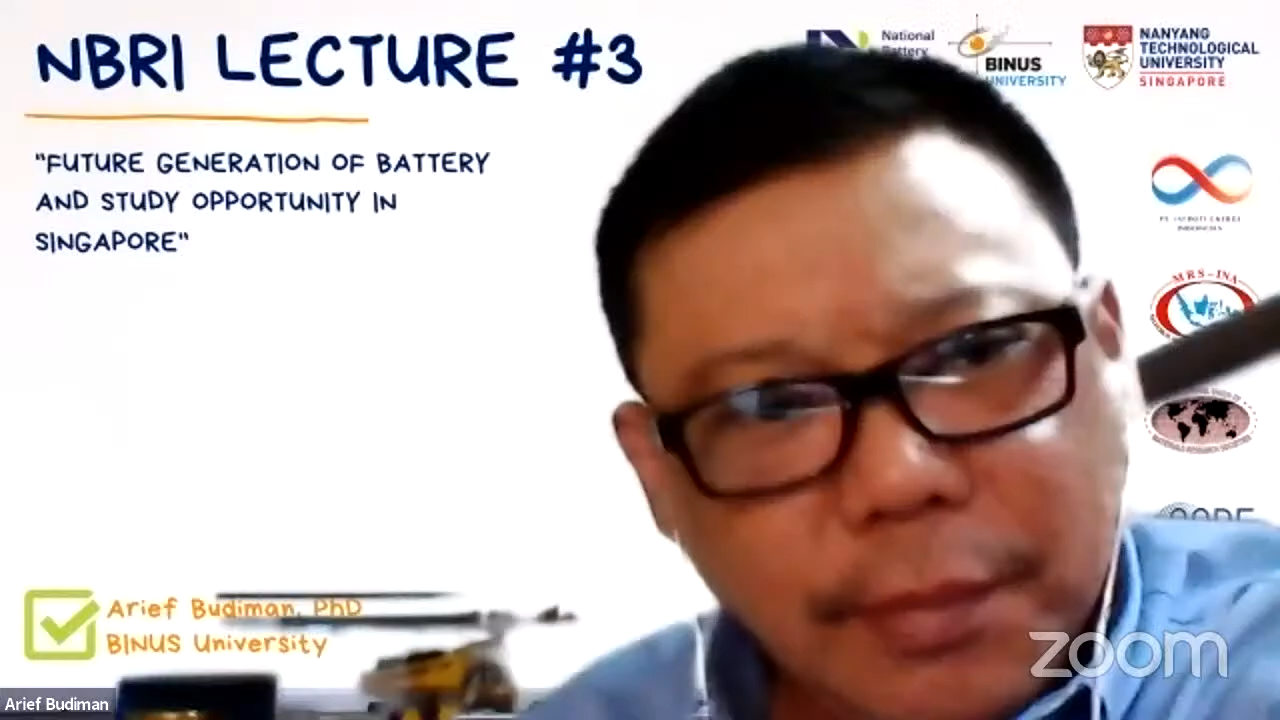 NBRI LECTURE #3
"FUTURE GENERATION OF BATTERY
AND STUDY OPPORTUNITY IN
SINGAPORE"
National
Battery
BINUS
UNIVERSITY
NANYANG
TECHNOLOGICAL
UNIVERSITY
SINGAPORE
MRS-INA
Arief Budiman, PhD
BINUS University
Arief Budiman
zoom